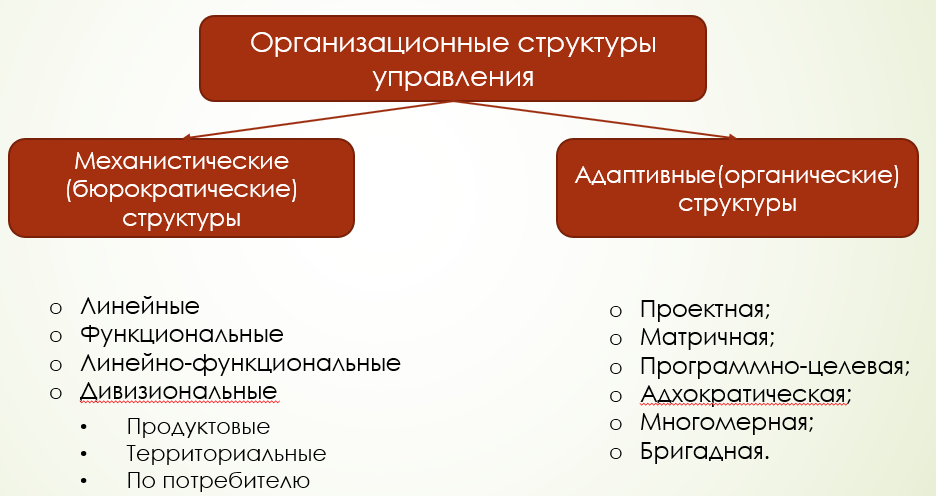 Организационные структуры
управления
Механистические
(бюрократические)
структуры
Адаптивные(органические)
структуры
o Линейные
o Функциональные
o Линейно-функциональные
o Дивизиональные
• Продуктовые
• Территориальные
• По потребителю
o Проектная;
o Матричная;
o Программно-целевая;
o Адхократическая;
o Многомерная;
o Бригадная.